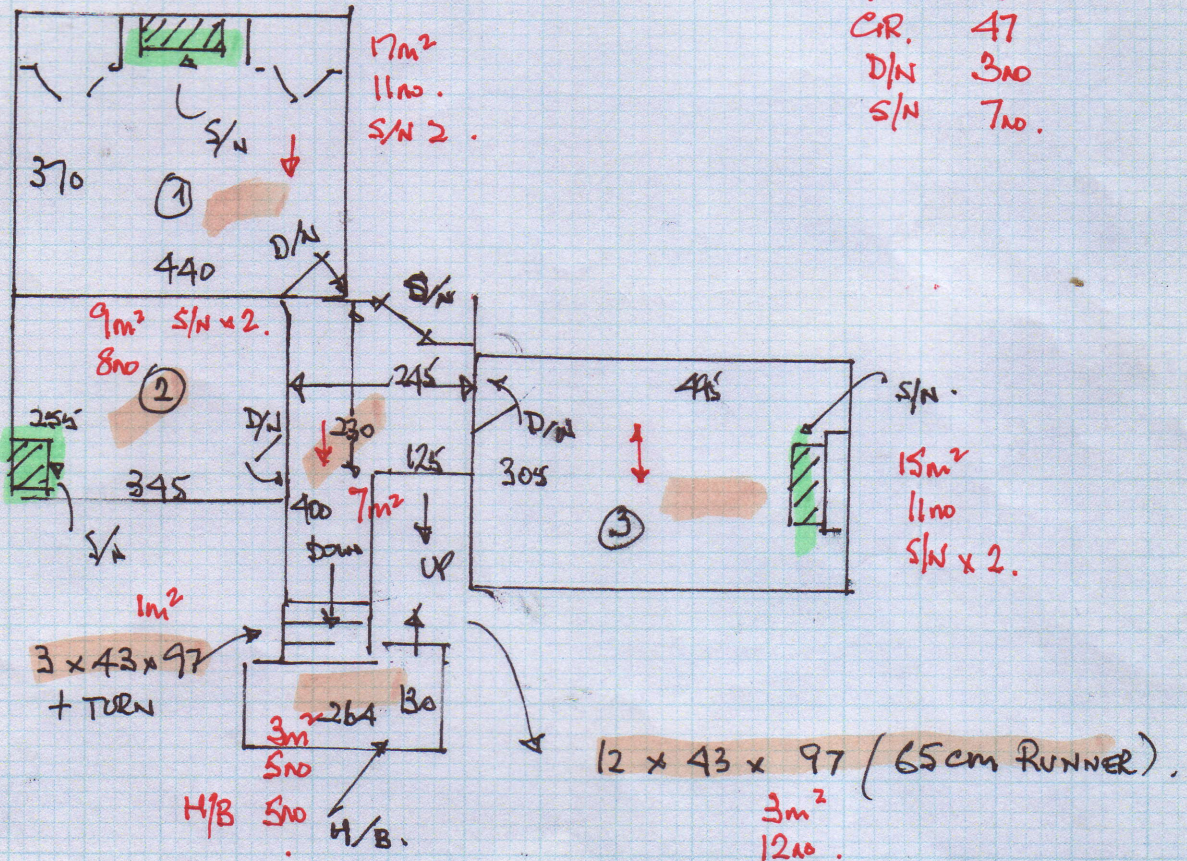 17m²
11no.
S/N 2.
G.R. 47
D/N 3no
S/N 7no.
S/N
370
1
440
D/N
S/N
9m² S/N x 2.
8no
2
255
345
S/N
D/N
245
230
125
400
7m²
DOWN
UP
D/N
495
S/N.
305
3
15m²
11no
S/N x 2.
1m²
3 x 43 x 97
+ TURN
264
130
3m²
5no
H/B 5no
H/B.
12 x 43 x 97 (65cm RUNNER).
3m²
12no.